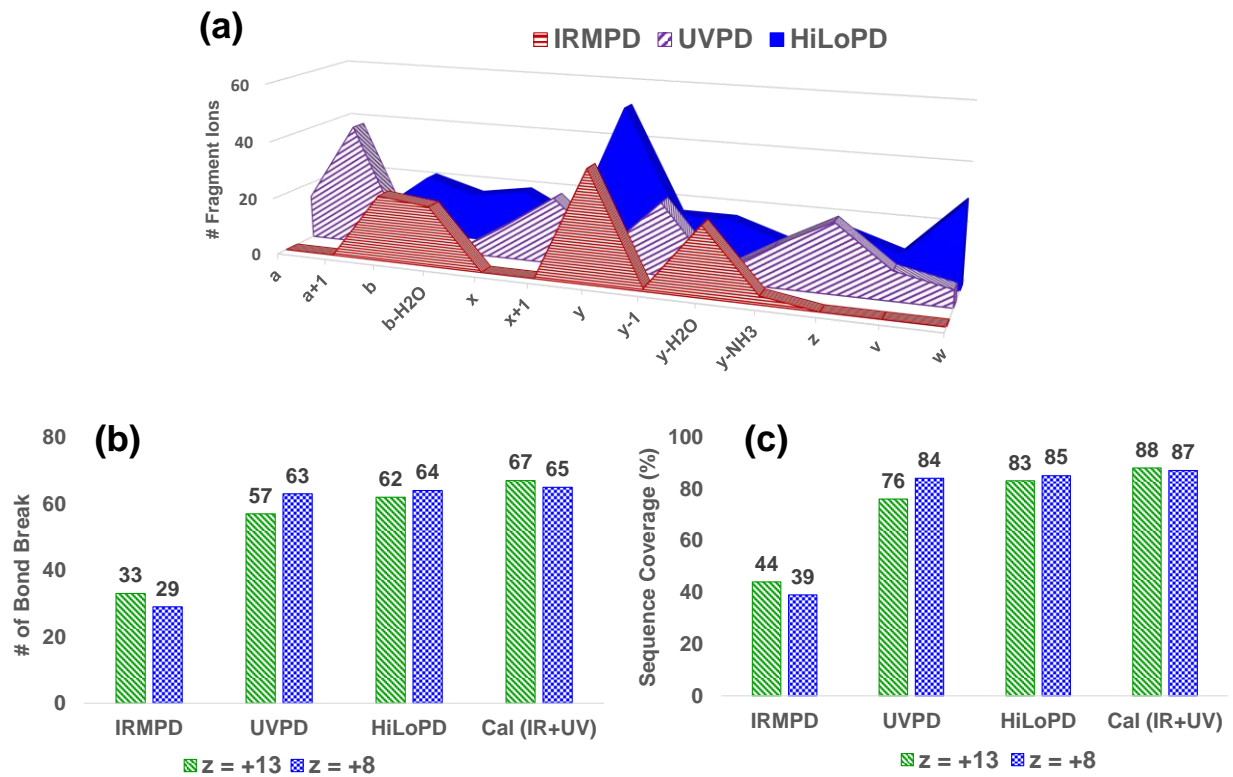 (a)
IRMPD UVPD HiLoPD
# Fragment Ions
60
40
20
0
a
a+1
b
b-H2O
x
x+1
y
y-1
y-H2O
y-NH3
z
v
w
(b)
# of Bond Break
80
60
40
20
0
33 29 57 63 62 64 67 65
IRMPD UVPD HiLoPD Cal (IR+UV)
z = +13 z = +8
(c)
Sequence Coverage (%)
100
80
60
40
20
0
44 39 76 84 83 85 88 87
IRMPD UVPD HiLoPD Cal (IR+UV)
z = +13 z = +8